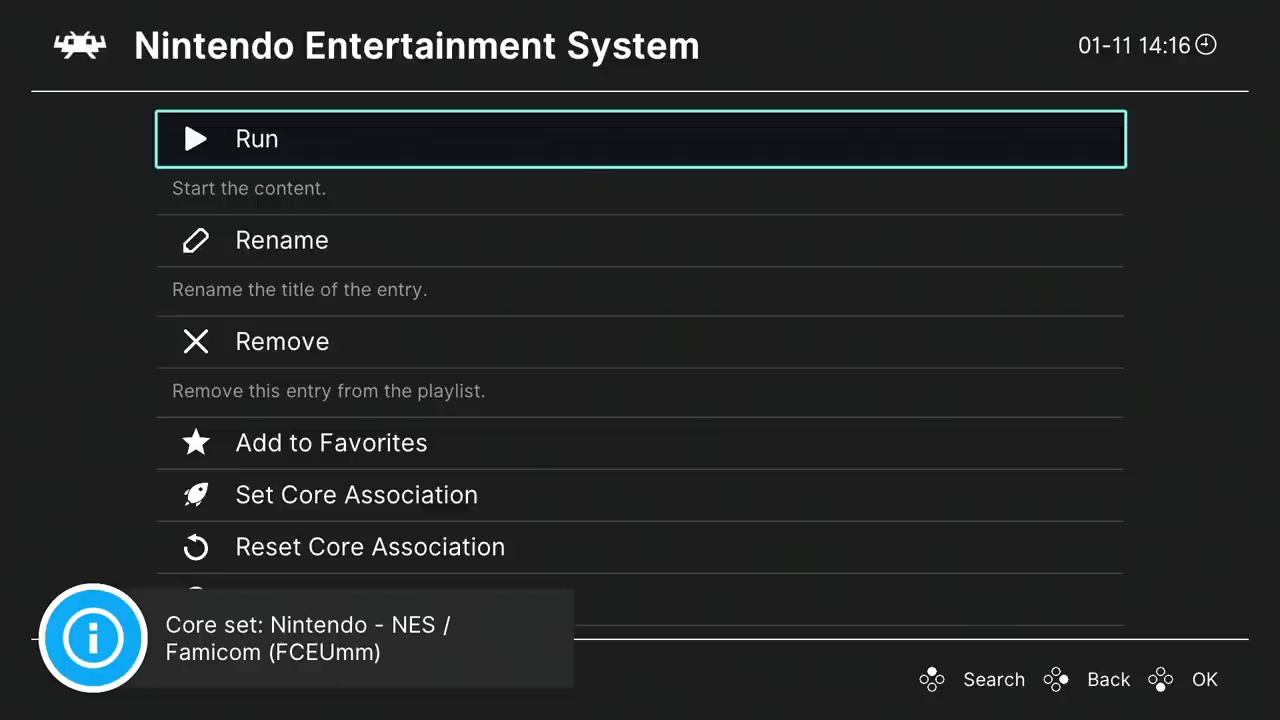 Nintendo Entertainment System
01-11 14:16
Run
Start the content.
Rename
Rename the title of the entry.
Remove
Remove this entry from the playlist.
Add to Favorites
Set Core Association
Reset Core Association
Core set: Nintendo - NES /
Famicom (FCEUmm)
Search
Back
OK